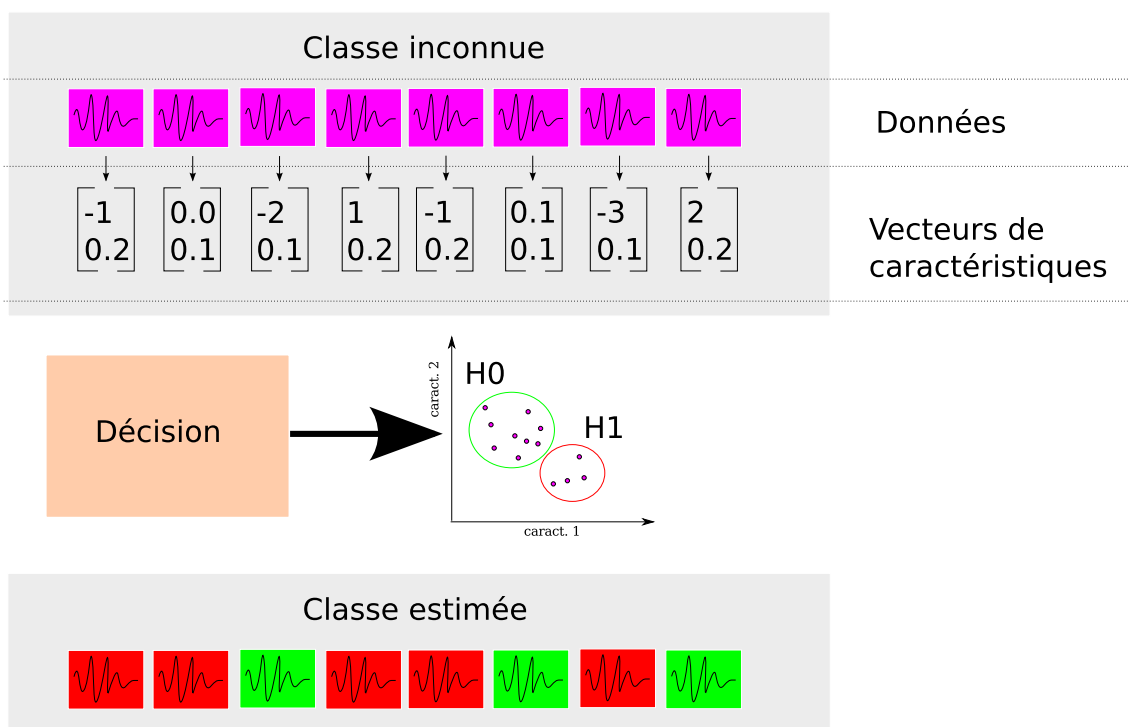 Classe inconnue
Données
-1 0.0 -2 1 -1 0.1 -3 2
0.2 0.1 0.1 0.2 0.2 0.1 0.1 0.2
Vecteurs de
caractéristiques
Décision
caract. 2
H0
H1
caract. 1
Classe estimée